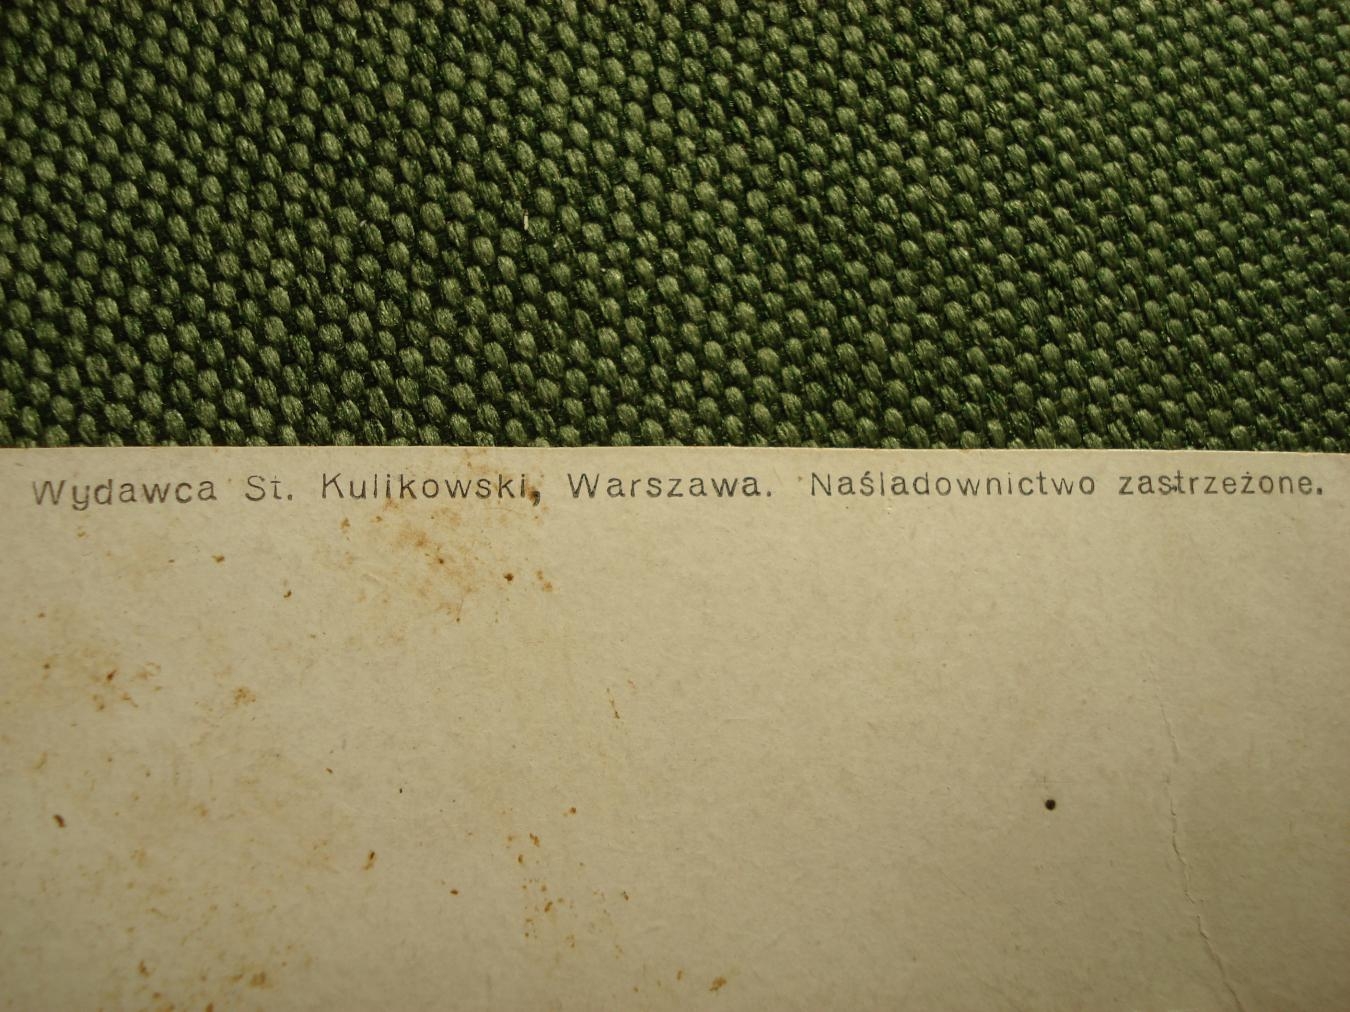 Wydawca St. Kulikowski, Warszawa. Naśladownictwo zastrzeżone.